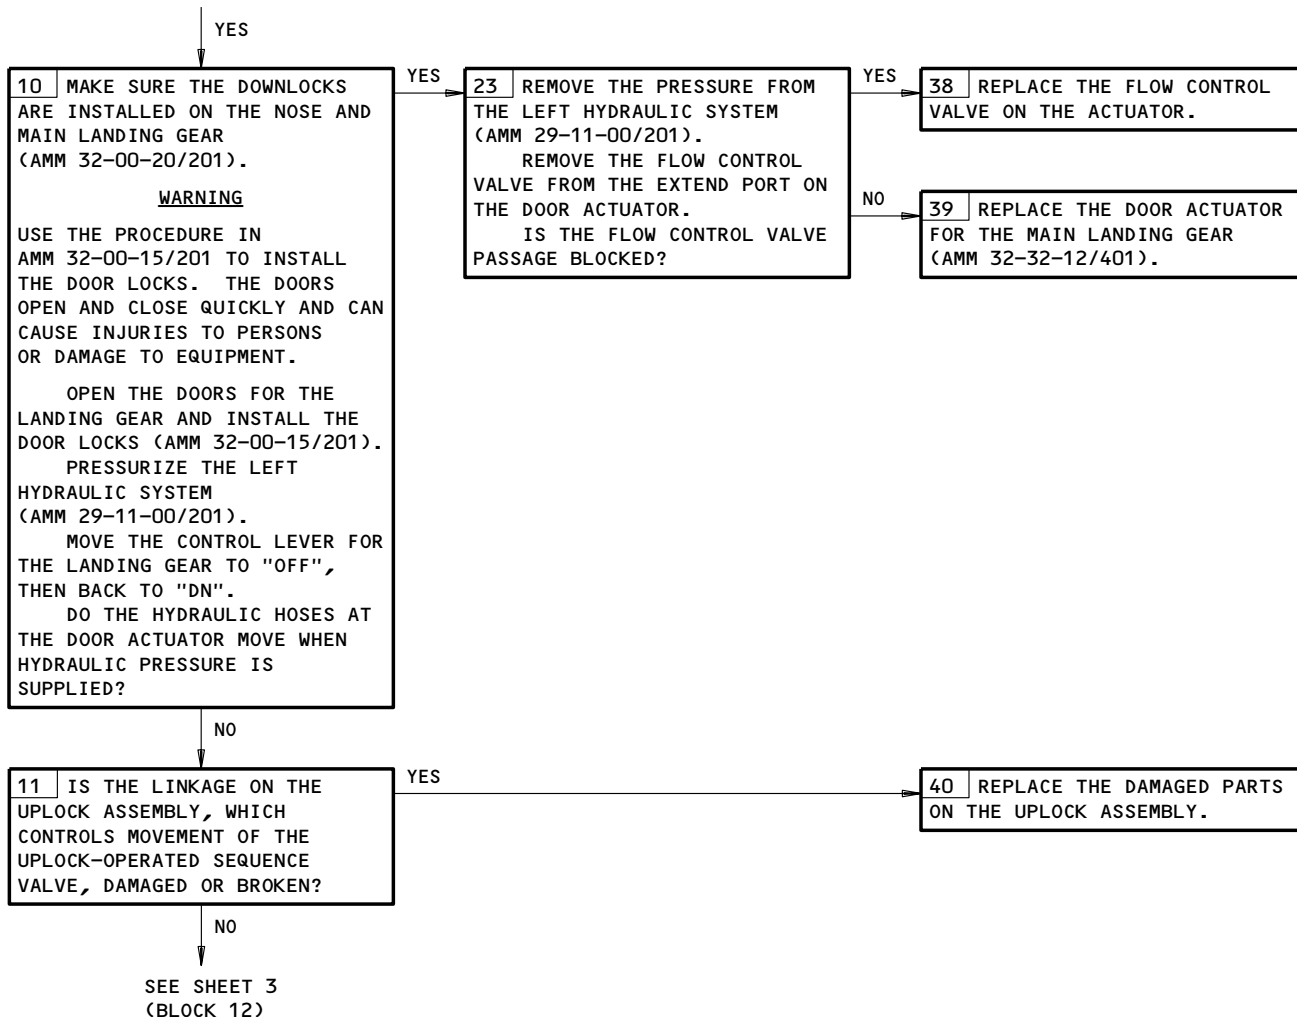 YES
10 MAKE SURE THE DOWNLOCKS
ARE INSTALLED ON THE NOSE AND
MAIN LANDING GEAR
(AMM 32-00-20/201).
WARNING
USE THE PROCEDURE IN
AMM 32-00-15/201 TO INSTALL
THE DOOR LOCKS. THE DOORS
OPEN AND CLOSE QUICKLY AND CAN
CAUSE INJURIES TO PERSONS
OR DAMAGE TO EQUIPMENT.
OPEN THE DOORS FOR THE
LANDING GEAR AND INSTALL THE
DOOR LOCKS (AMM 32-00-15/201).
PRESSURIZE THE LEFT
HYDRAULIC SYSTEM
(AMM 29-11-00/201).
MOVE THE CONTROL LEVER FOR
THE LANDING GEAR TO "OFF",
THEN BACK TO "DN".
DO THE HYDRAULIC HOSES AT
THE DOOR ACTUATOR MOVE WHEN
HYDRAULIC PRESSURE IS
SUPPLIED?
YES
23 REMOVE THE PRESSURE FROM
THE LEFT HYDRAULIC SYSTEM
(AMM 29-11-00/201).
REMOVE THE FLOW CONTROL
VALVE FROM THE EXTEND PORT ON
THE DOOR ACTUATOR.
IS THE FLOW CONTROL VALVE
PASSAGE BLOCKED?
YES
38 REPLACE THE FLOW CONTROL
VALVE ON THE ACTUATOR.
NO
39 REPLACE THE DOOR ACTUATOR
FOR THE MAIN LANDING GEAR
(AMM 32-32-12/401).
NO
11 IS THE LINKAGE ON THE
UPLOCK ASSEMBLY, WHICH
CONTROLS MOVEMENT OF THE
UPLOCK-OPERATED SEQUENCE
VALVE, DAMAGED OR BROKEN?
YES
40 REPLACE THE DAMAGED PARTS
ON THE UPLOCK ASSEMBLY.
NO
SEE SHEET 3
(BLOCK 12)